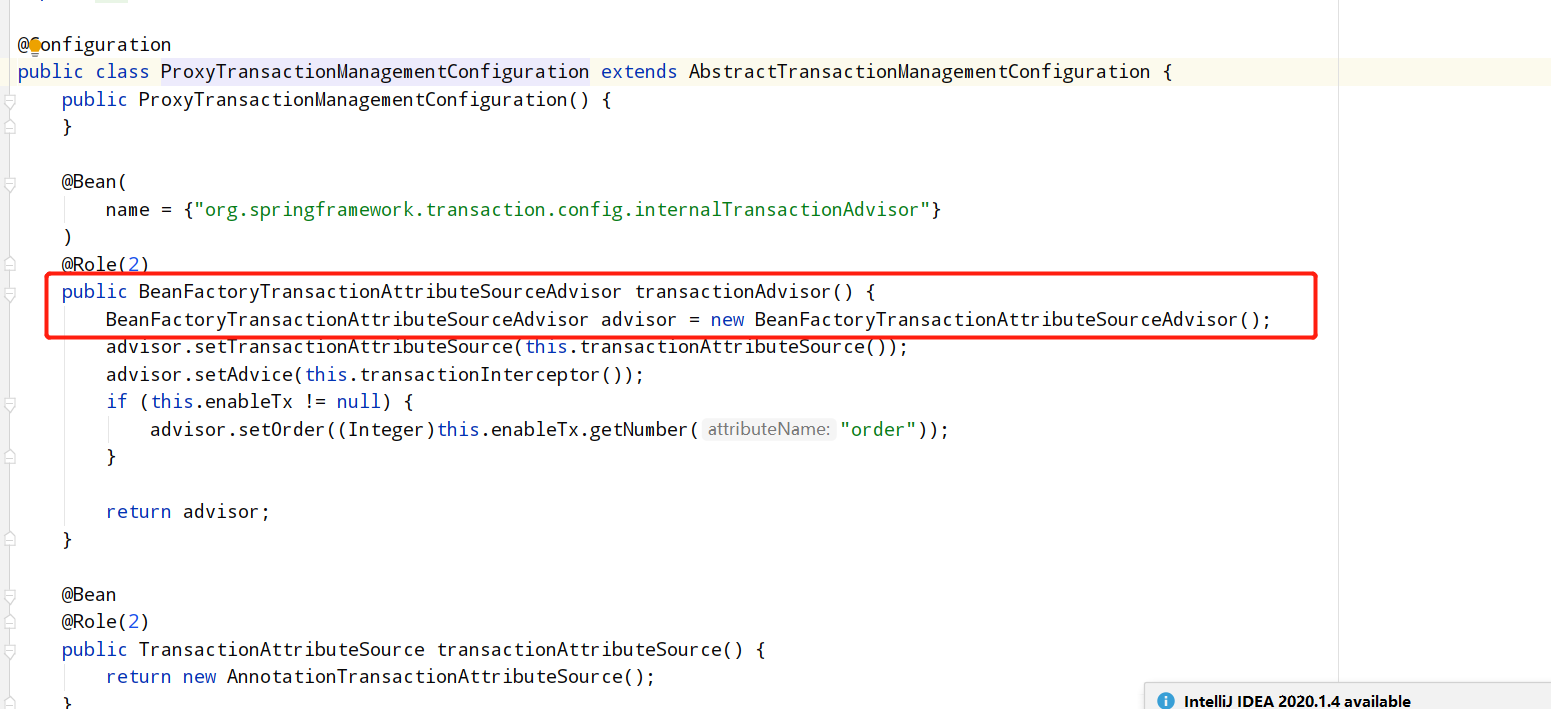 @Configuration
public class ProxyTransactionManagementConfiguration extends AbstractTransactionManagementConfiguration {
public ProxyTransactionManagementConfiguration() {
}
@Bean(
name = {"org.springframework.transaction.config.internalTransactionAdvisor"}
)
@Role(2)
public BeanFactoryTransactionAttributeSourceAdvisor transactionAdvisor() {
BeanFactoryTransactionAttributeSourceAdvisor advisor = new BeanFactoryTransactionAttributeSourceAdvisor();
advisor.setTransactionAttributeSource(this.transactionAttributeSource());
advisor.setAdvice(this.transactionInterceptor());
if (this.enableTx != null) {
advisor.setOrder((Integer)this.enableTx.getNumber( attributeName: "order"));
}
return advisor;
}
@Bean
@Role(2)
public TransactionAttributeSource transactionAttributeSource() {
return new AnnotationTransactionAttributeSource();
}
IntelliJ IDEA 2020.1.4 available